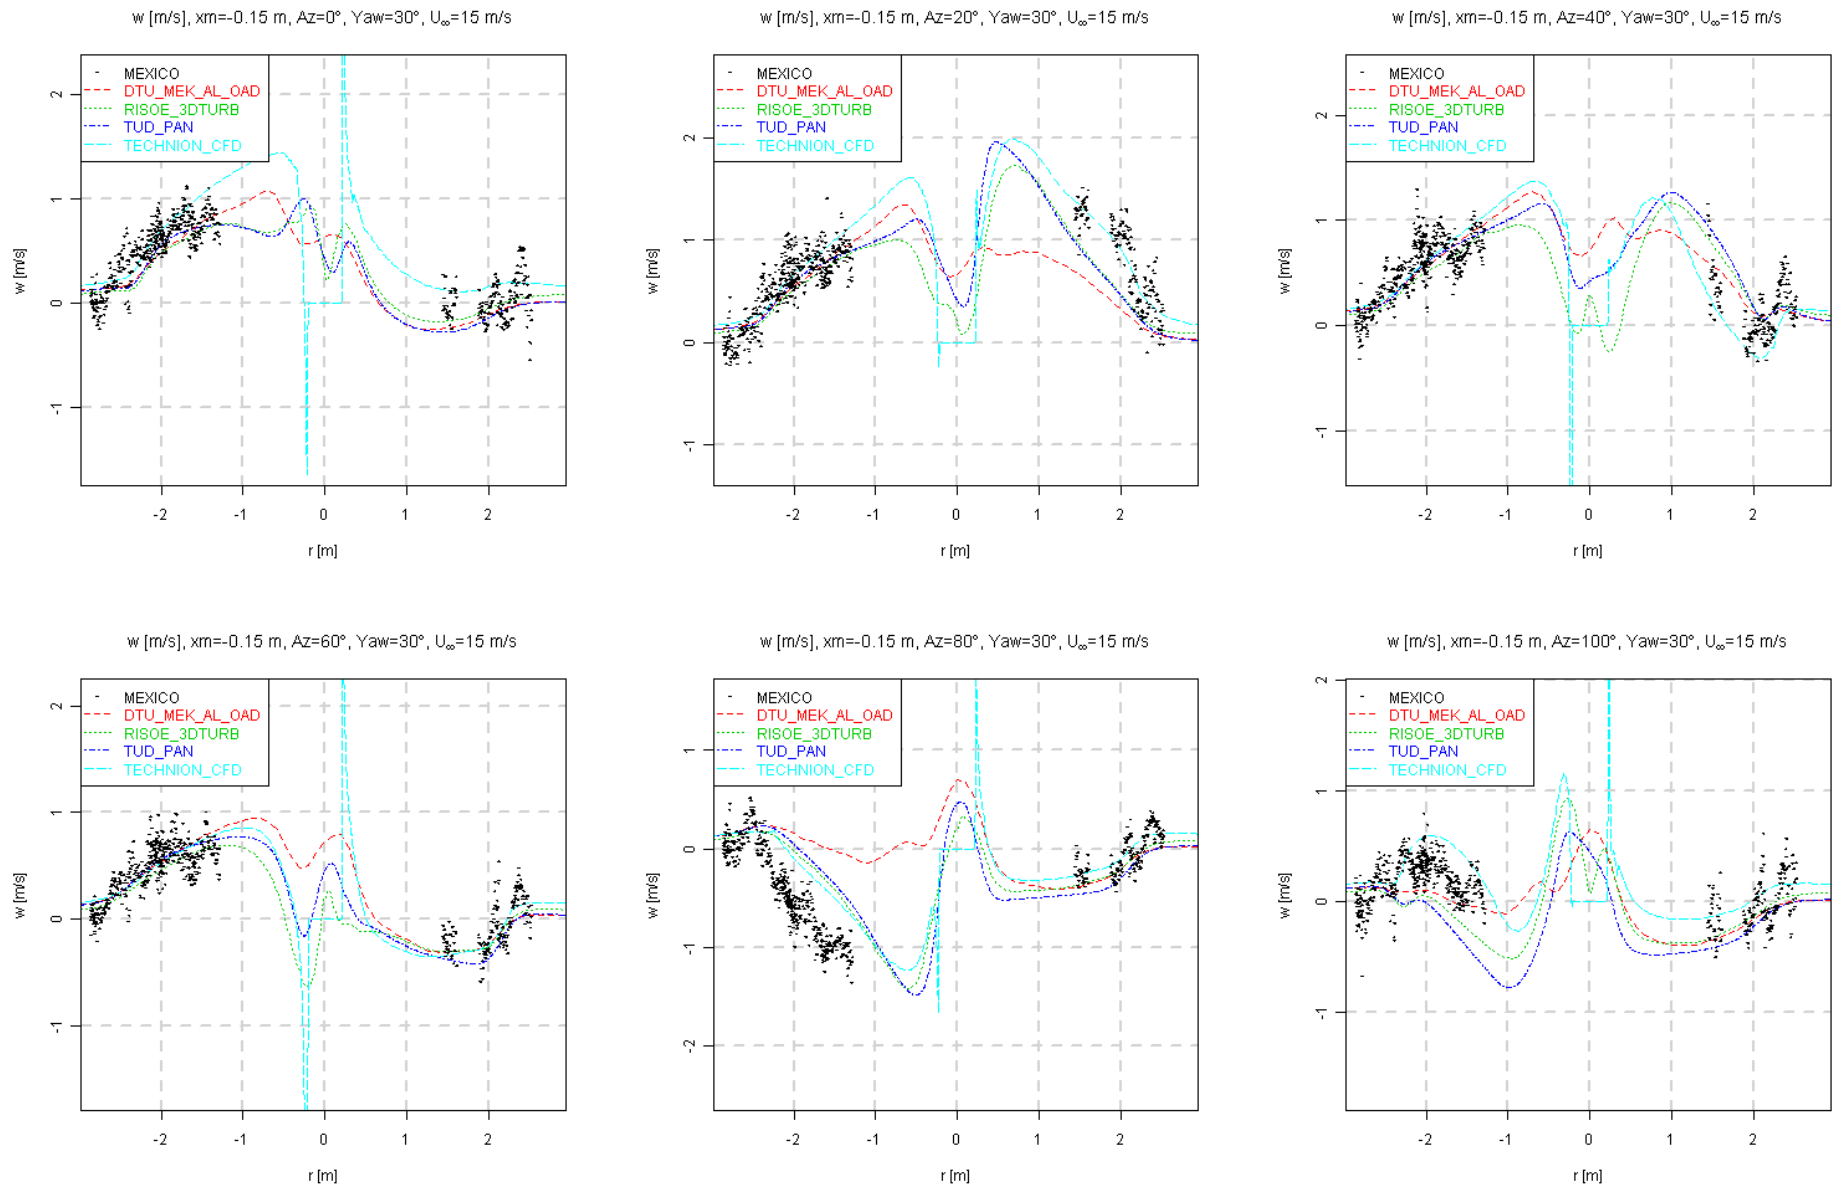 w [m/s], xm=-0.15 m, Az=0°, Yaw=30°, U∞=15 m/s
MEXICO
DTU_MEK_AL_OAD
RISOE_3DTURB
TUD_PAN
TECHNION_CFD
w [m/s]
2
1
0
-1
-2 -1 0 1 2
r [m]
w [m/s], xm=-0.15 m, Az=20°, Yaw=30°, U∞=15 m/s
MEXICO
DTU_MEK_AL_OAD
RISOE_3DTURB
TUD_PAN
TECHNION_CFD
w [m/s]
2
1
0
-1
-2 -1 0 1 2
r [m]
w [m/s], xm=-0.15 m, Az=40°, Yaw=30°, U∞=15 m/s
MEXICO
DTU_MEK_AL_OAD
RISOE_3DTURB
TUD_PAN
TECHNION_CFD
w [m/s]
2
1
0
-1
-2 -1 0 1 2
r [m]
w [m/s], xm=-0.15 m, Az=60°, Yaw=30°, U∞=15 m/s
MEXICO
DTU_MEK_AL_OAD
RISOE_3DTURB
TUD_PAN
TECHNION_CFD
w [m/s]
2
1
0
-1
-2 -1 0 1 2
r [m]
w [m/s], xm=-0.15 m, Az=80°, Yaw=30°, U∞=15 m/s
MEXICO
DTU_MEK_AL_OAD
RISOE_3DTURB
TUD_PAN
TECHNION_CFD
w [m/s]
1
0
-1
-2
-2 -1 0 1 2
r [m]
w [m/s], xm=-0.15 m, Az=100°, Yaw=30°, U∞=15 m/s
MEXICO
DTU_MEK_AL_OAD
RISOE_3DTURB
TUD_PAN
TECHNION_CFD
w [m/s]
2
1
0
-1
-2 -1 0 1 2
r [m]